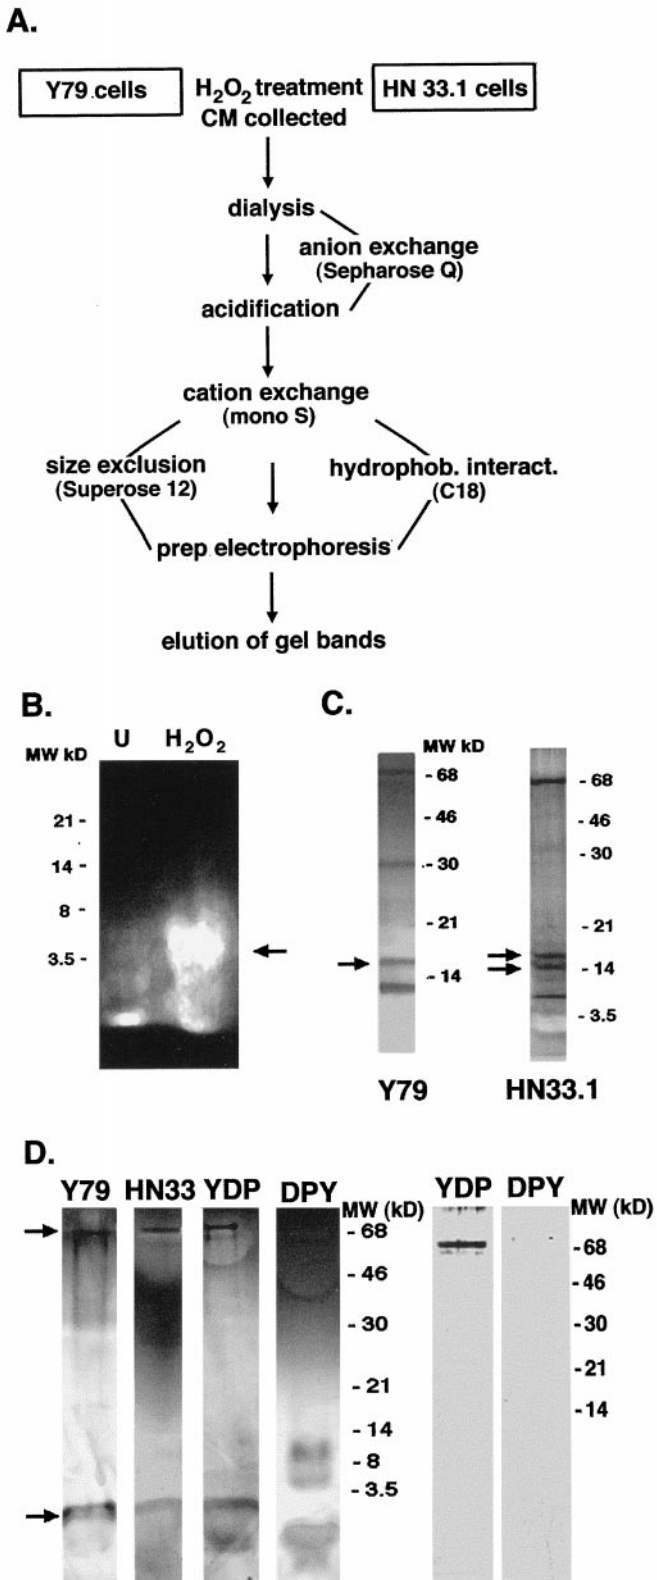 A.
Y79 cells
H₂O₂ treatment
CM collected
HN 33.1 cells
dialysis
anion exchange
(Sepharose Q)
acidification
cation exchange
(mono S)
size exclusion
(Superose 12)
hydrophob. interact.
(C18)
prep electrophoresis
elution of gel bands
B.
U H₂O₂
MW kD
21 -
14 -
8 -
3.5 -
C.
MW kD
- 68
- 46
- 30
- 21
- 14
Y79
- 68
- 46
- 30
- 21
- 14
- 3.5
HN33.1
D.
Y79 HN33 YDP DPY
MW (kD)
- 68
- 46
- 30
- 21
- 14
- 8
- 3.5
YDP DPY
MW (kD)
- 68
- 46
- 30
- 21
- 14